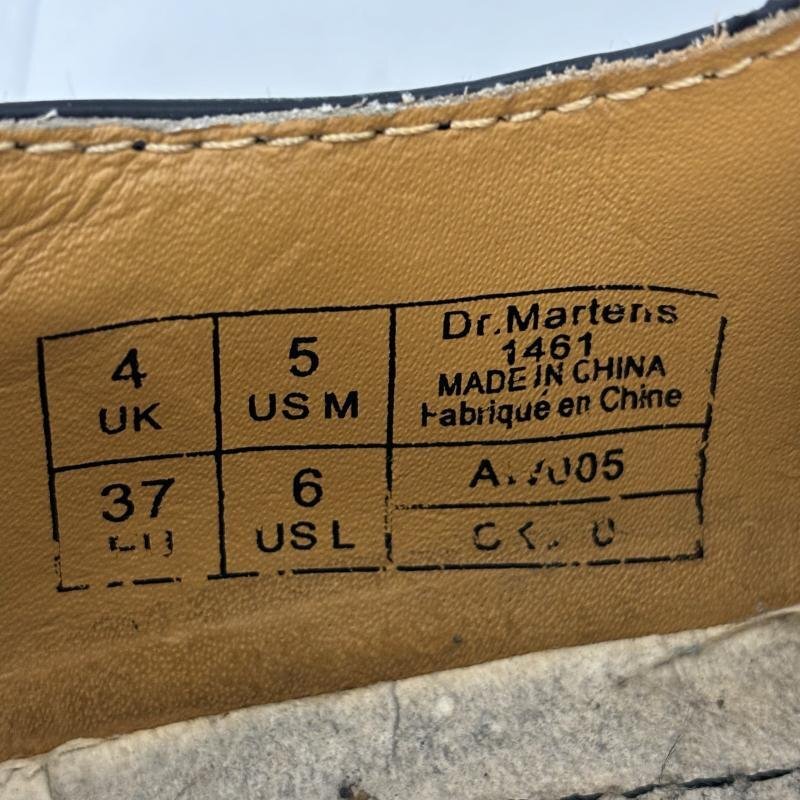 4
UK
5
US M
37
6
US L
Dr.Martens
1461
MADE IN CHINA
Fabriqué en Chine